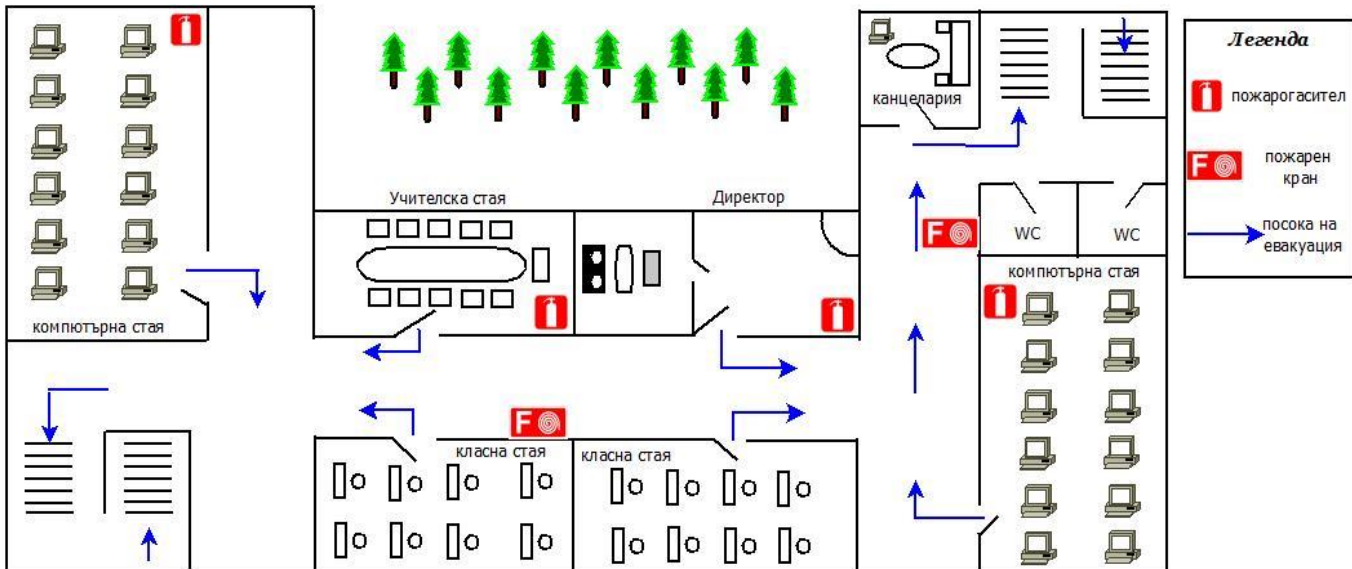 Легенда
пожарогасител
F
пожарен
кран
посока на
евакуация
канцелария
Учителска стая
Директор
F
WC
WC
компютърна стая
компютърна стая
F
класна стая
класна стая